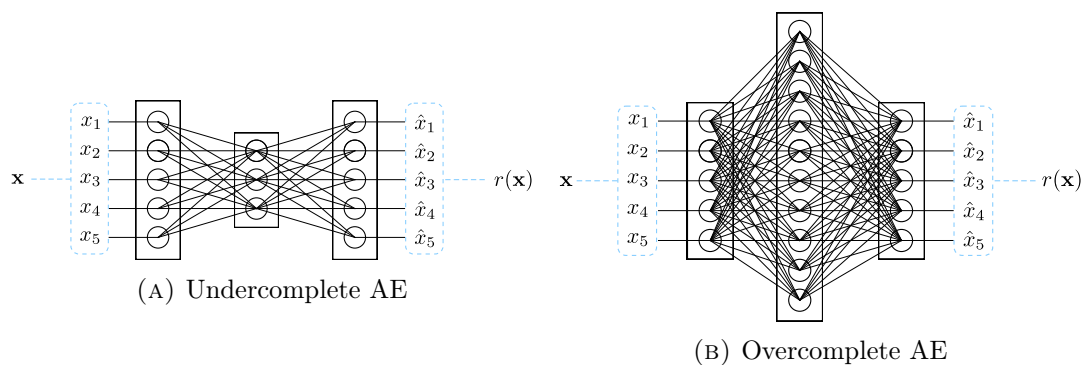 x
x₁
x₂
x₃
x₄
x₅
x̂₁
x̂₂
x̂₃
x̂₄
x̂₅
r(x)
(A) Undercomplete AE
x
x₁
x₂
x₃
x₄
x₅
x̂₁
x̂₂
x̂₃
x̂₄
x̂₅
r(x)
(B) Overcomplete AE